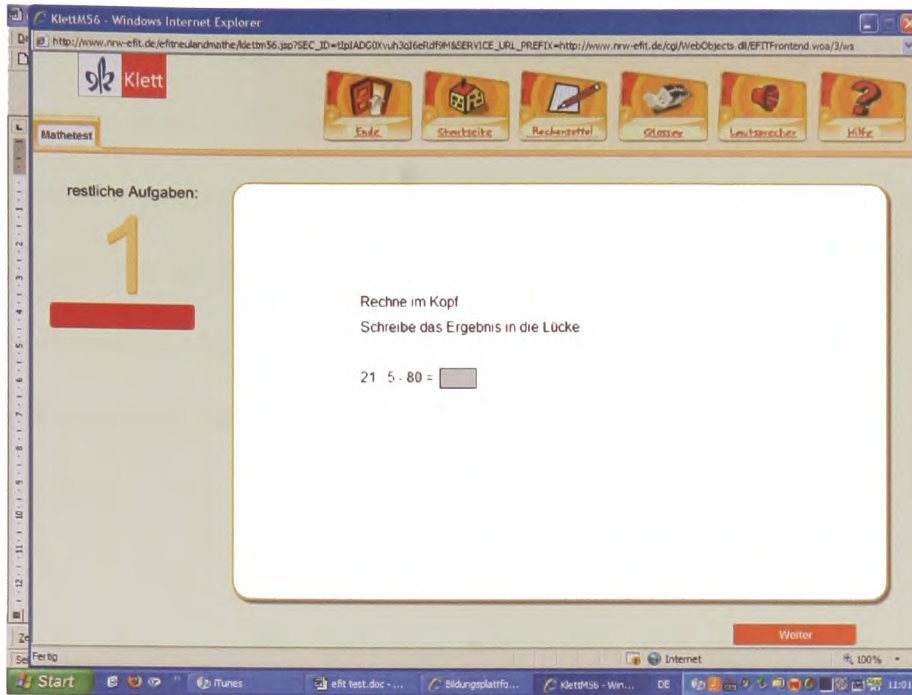 KlettM56 - Windows Internet Explorer
Klett
Ende
Startseite
Rechenzettel
Glossar
Lautsprecher
Hilfe
Mathetest
restliche Aufgaben:
1
Rechne im Kopf
Schreibe das Ergebnis in die Lücke
21 5 - 80 =
Weiter
Fertig
Internet
100%
Start
iTunes
efit test.doc - ...
Bildungsplattfo...
KlettM56 - Win...
DE
11:01